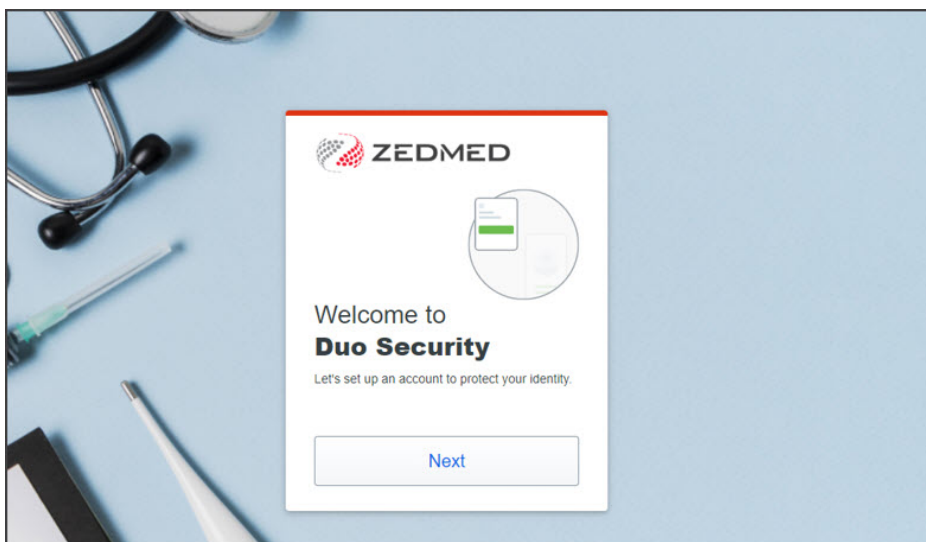 ZEDMED
Welcome to
Duo Security
Let's set up an account to protect your identity.
Next